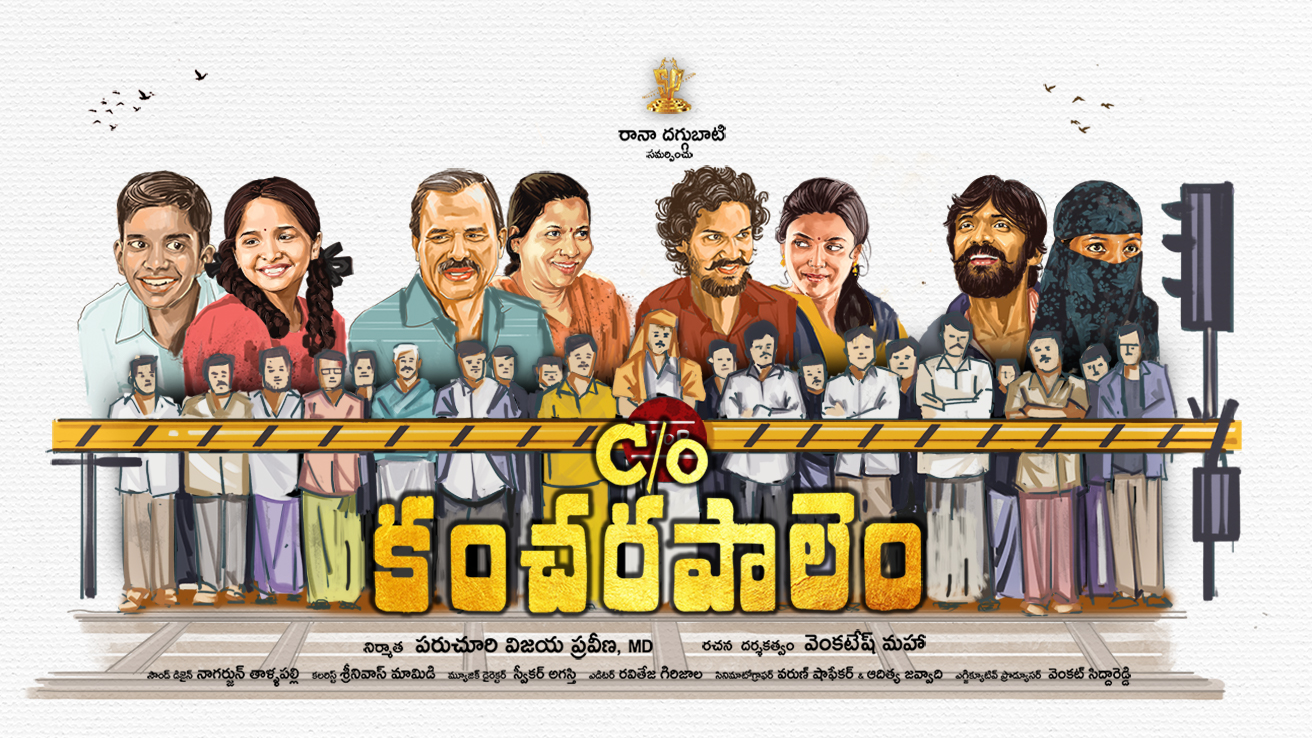 రానా దగ్గుబాటి
సమర్పించు
C/o
కంచరపాలెం
నిర్మాత పరుచూరి విజయ ప్రవీణ, MD రచన దర్శకత్వం వెంకటేష్ మహా
సౌండ్ డిజైన్ నాగార్జున్ తాళ్ళపల్లి కలరిస్ట్ శ్రీనివాస్ మామిడి మ్యూజిక్ డైరెక్టర్ స్వీకర్ అగస్తి ఎడిటర్ రవితేజ గిరిజాల సినిమాటోగ్రాఫర్ వరుణ్ షాఫేకర్ & ఆదిత్య జవ్వాది ఎగ్జిక్యూటివ్ ప్రొడ్యూసర్ వెంకట్ సిద్దారెడ్డి